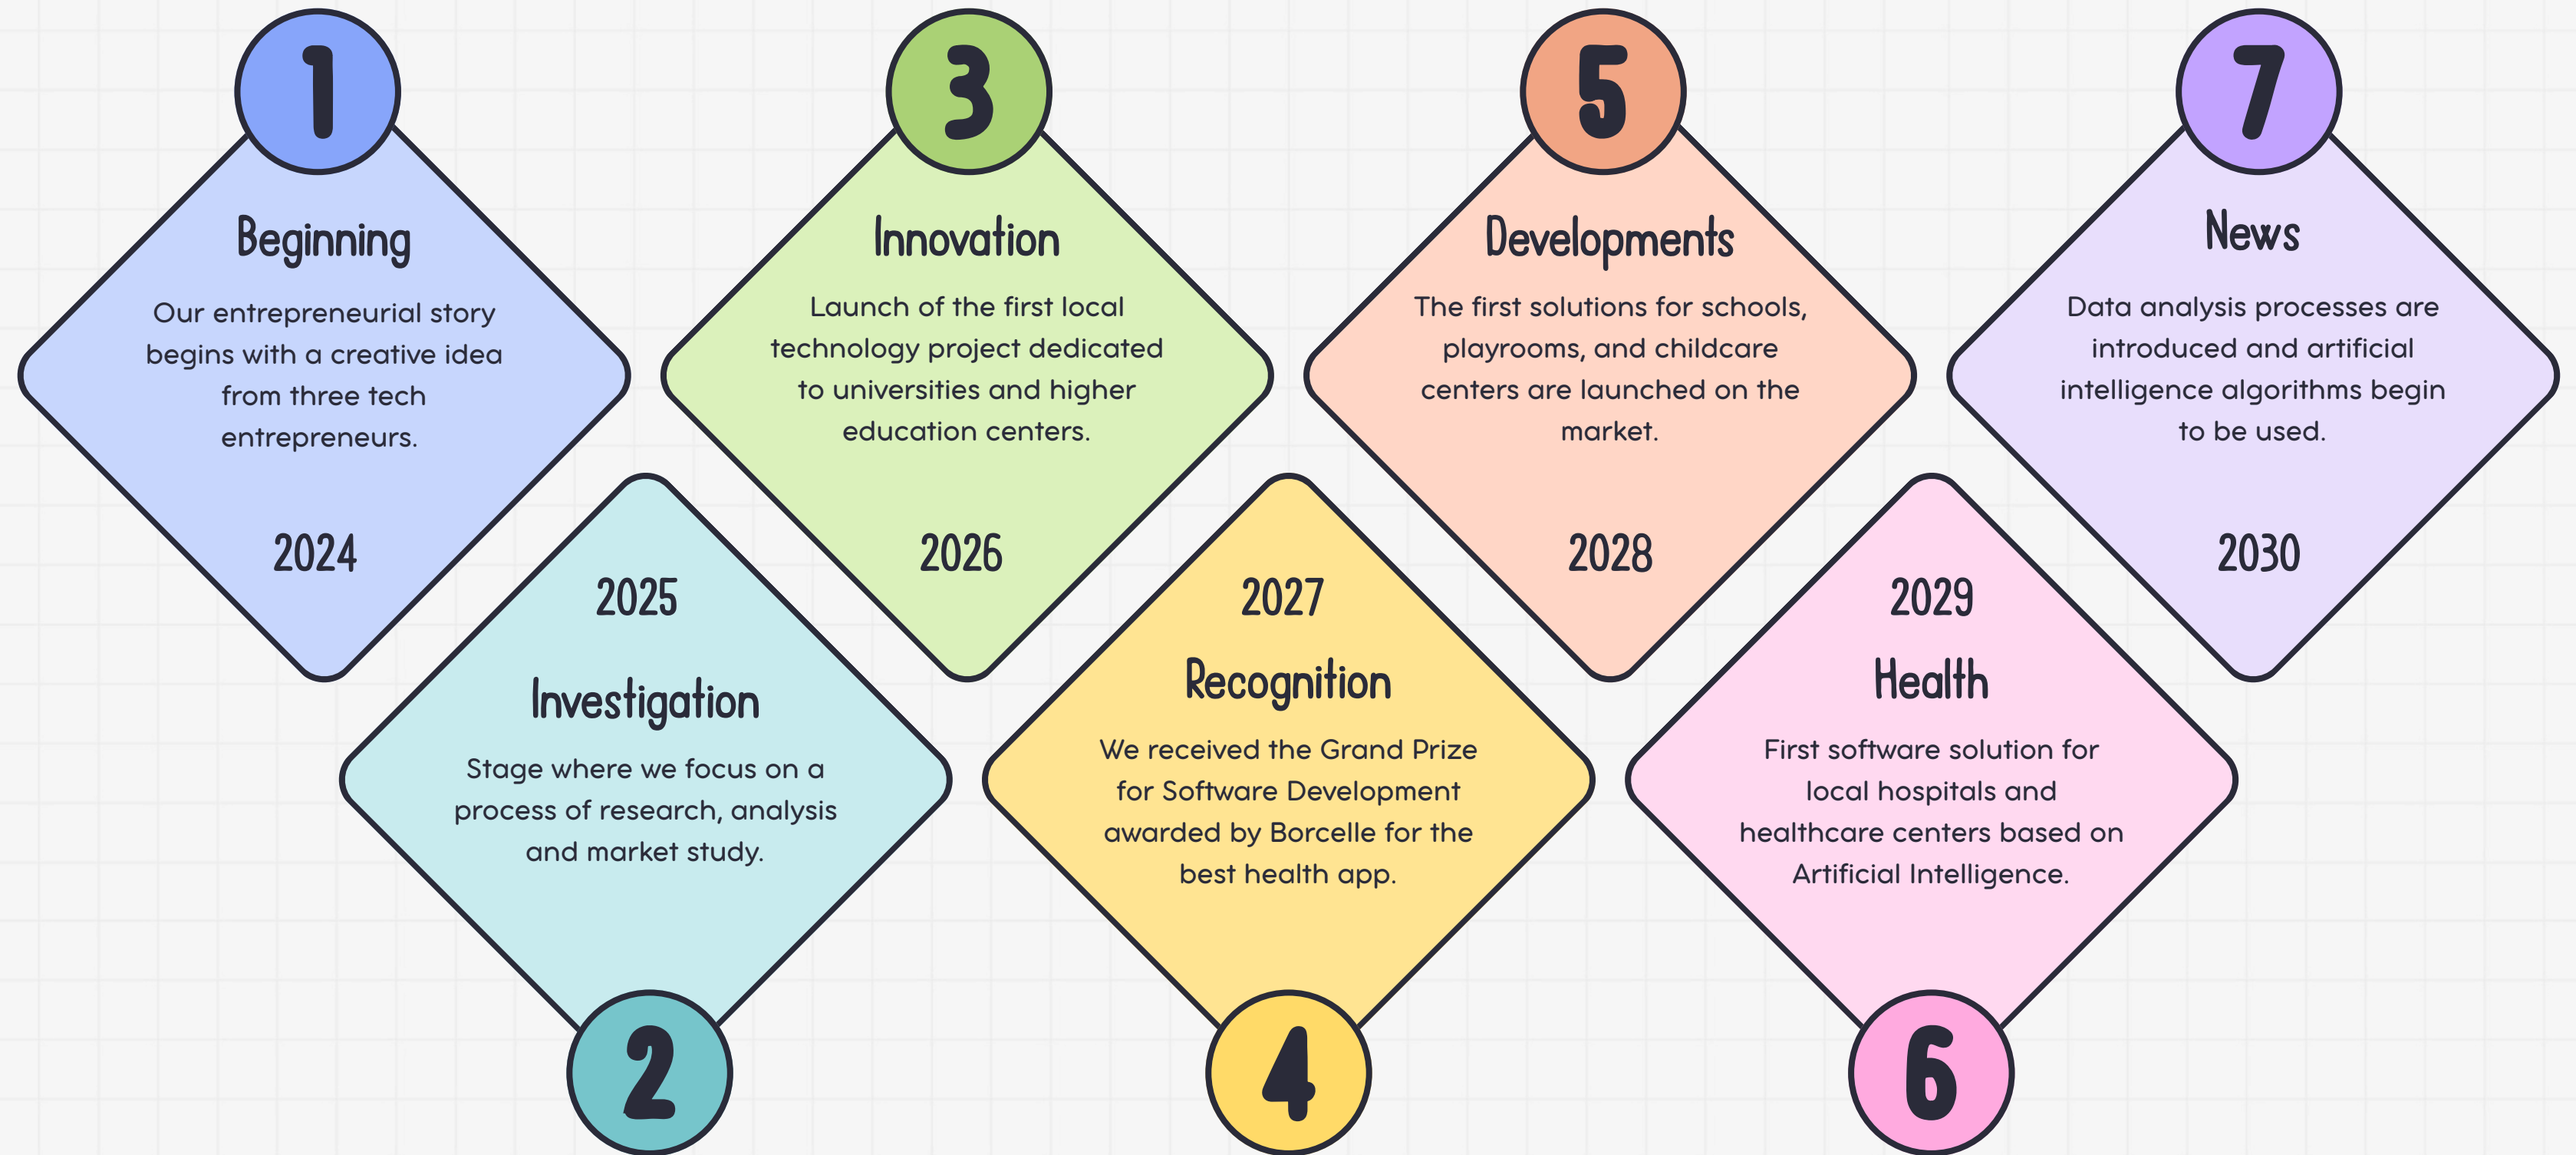 1
Beginning
Our entrepreneurial story
begins with a creative idea
from three tech
entrepreneurs.
2024
2025
Investigation
Stage where we focus on a
process of research, analysis
and market study.
2
3
Innovation
Launch of the first local
technology project dedicated
to universities and higher
education centers.
2026
2027
Recognition
We received the Grand Prize
for Software Development
awarded by Borcelle for the
best health app.
4
5
Developments
The first solutions for schools,
playrooms, and childcare
centers are launched on the
market.
2028
2029
Health
First software solution for
local hospitals and
healthcare centers based on
Artificial Intelligence.
6
7
News
Data analysis processes are
introduced and artificial
intelligence algorithms begin
to be used.
2030